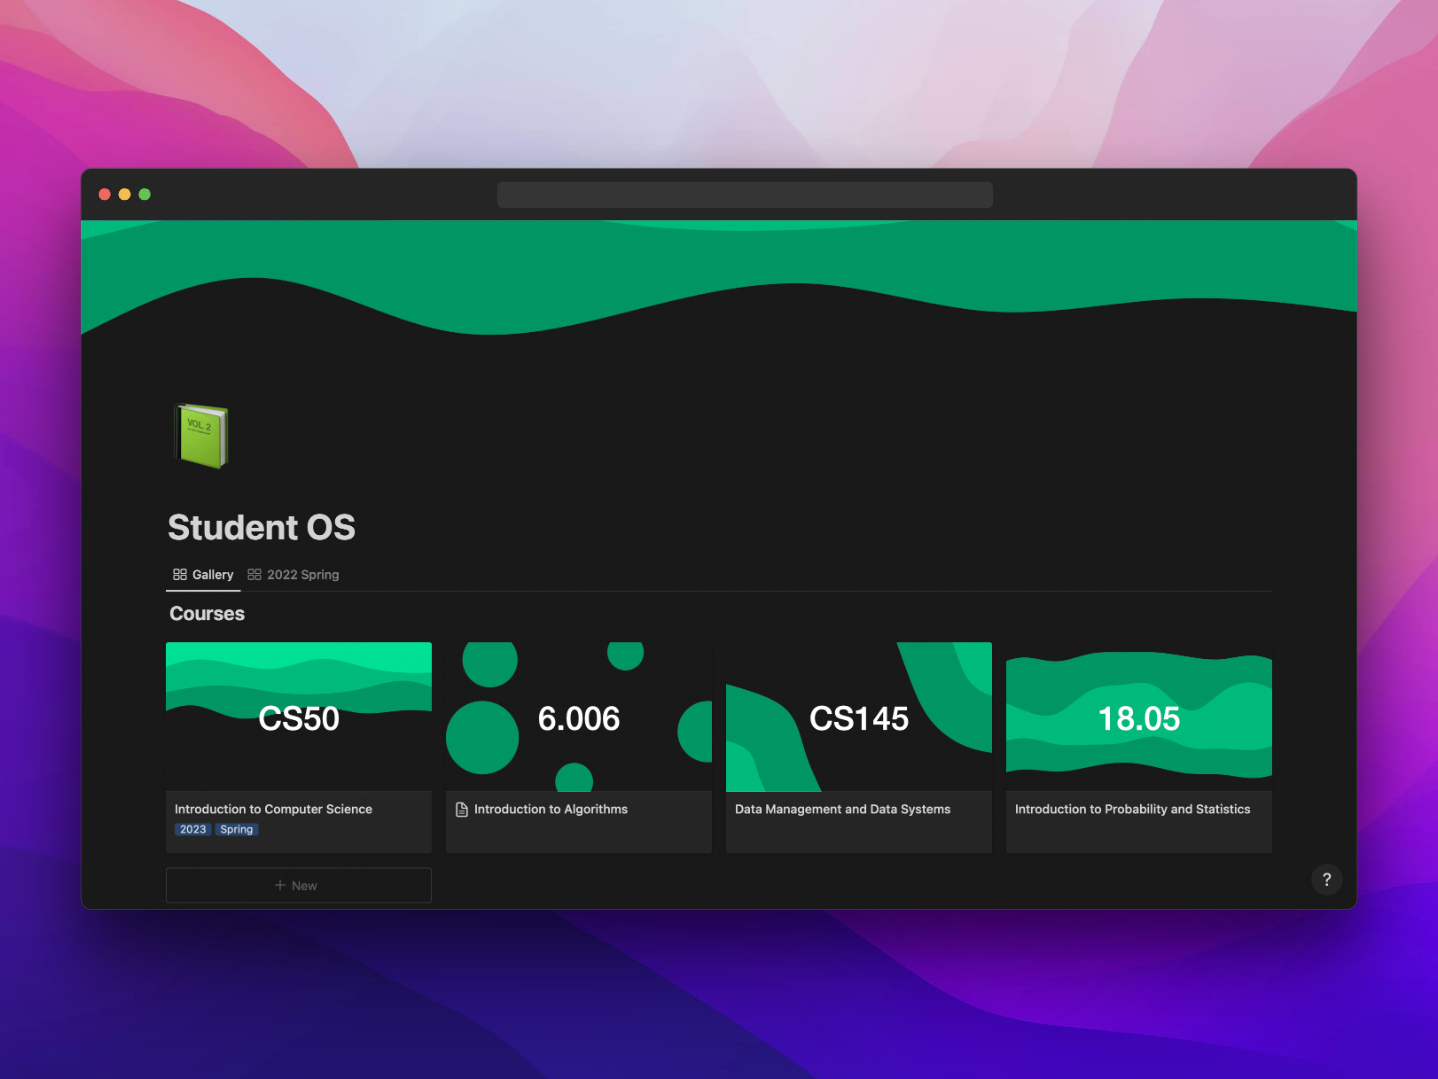 VOL. 2
Student OS
Gallery
2022 Spring
Courses
CS50
6.006
CS145
18.05
Introduction to Computer Science
2023 Spring
Introduction to Algorithms
Data Management and Data Systems
Introduction to Probability and Statistics
+ New
?